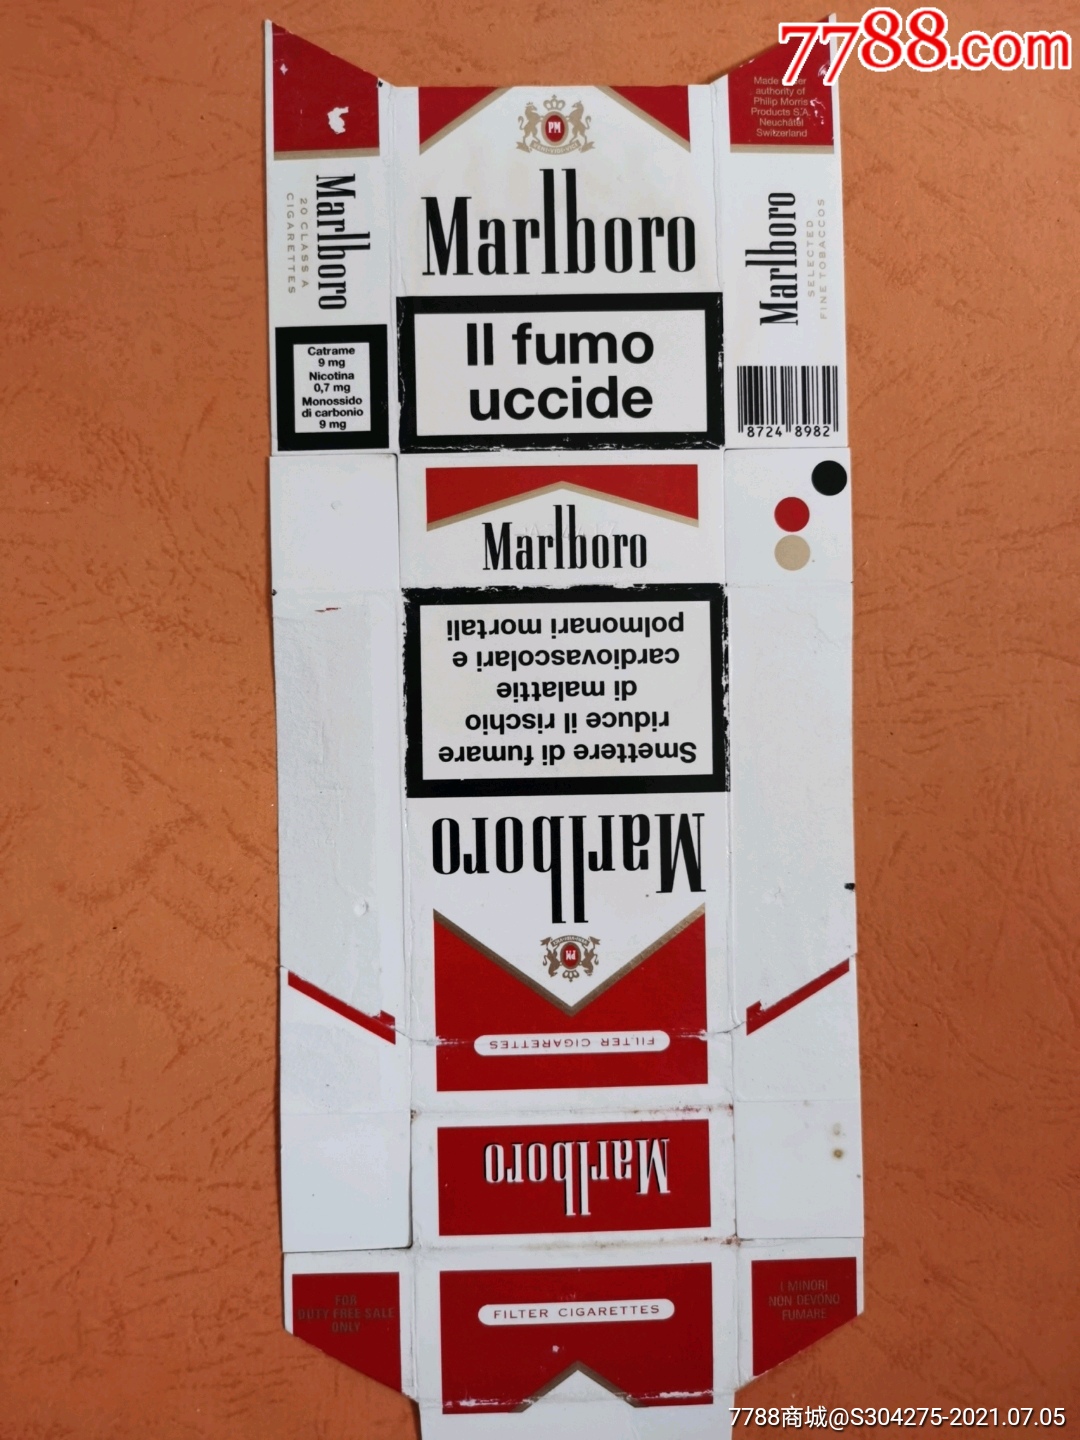 7788.com
Made under
authority of
Philip Morris
Products S.A.
Neuchâtel
Switzerland
PM
Marlboro
20 CLASS A
CIGARETTES
Marlboro
Marlboro
SELECTED
FINE TOBACCOS
Il fumo
uccide
Catrame
9 mg
Nicotina
0,7 mg
Monossido
di carbonio
9 mg
8724 8982
Marlboro
Smettere di fumare
riduce il rischio
di malattie
cardiovascolari e
polmonari mortali
Marlboro
PM
FILTER CIGARETTES
Marlboro
FOR
DUTY FREE SALE
ONLY
FILTER CIGARETTES
I MINORI
NON DEVONO
FUMARE
7788商城@S304275-2021.07.05